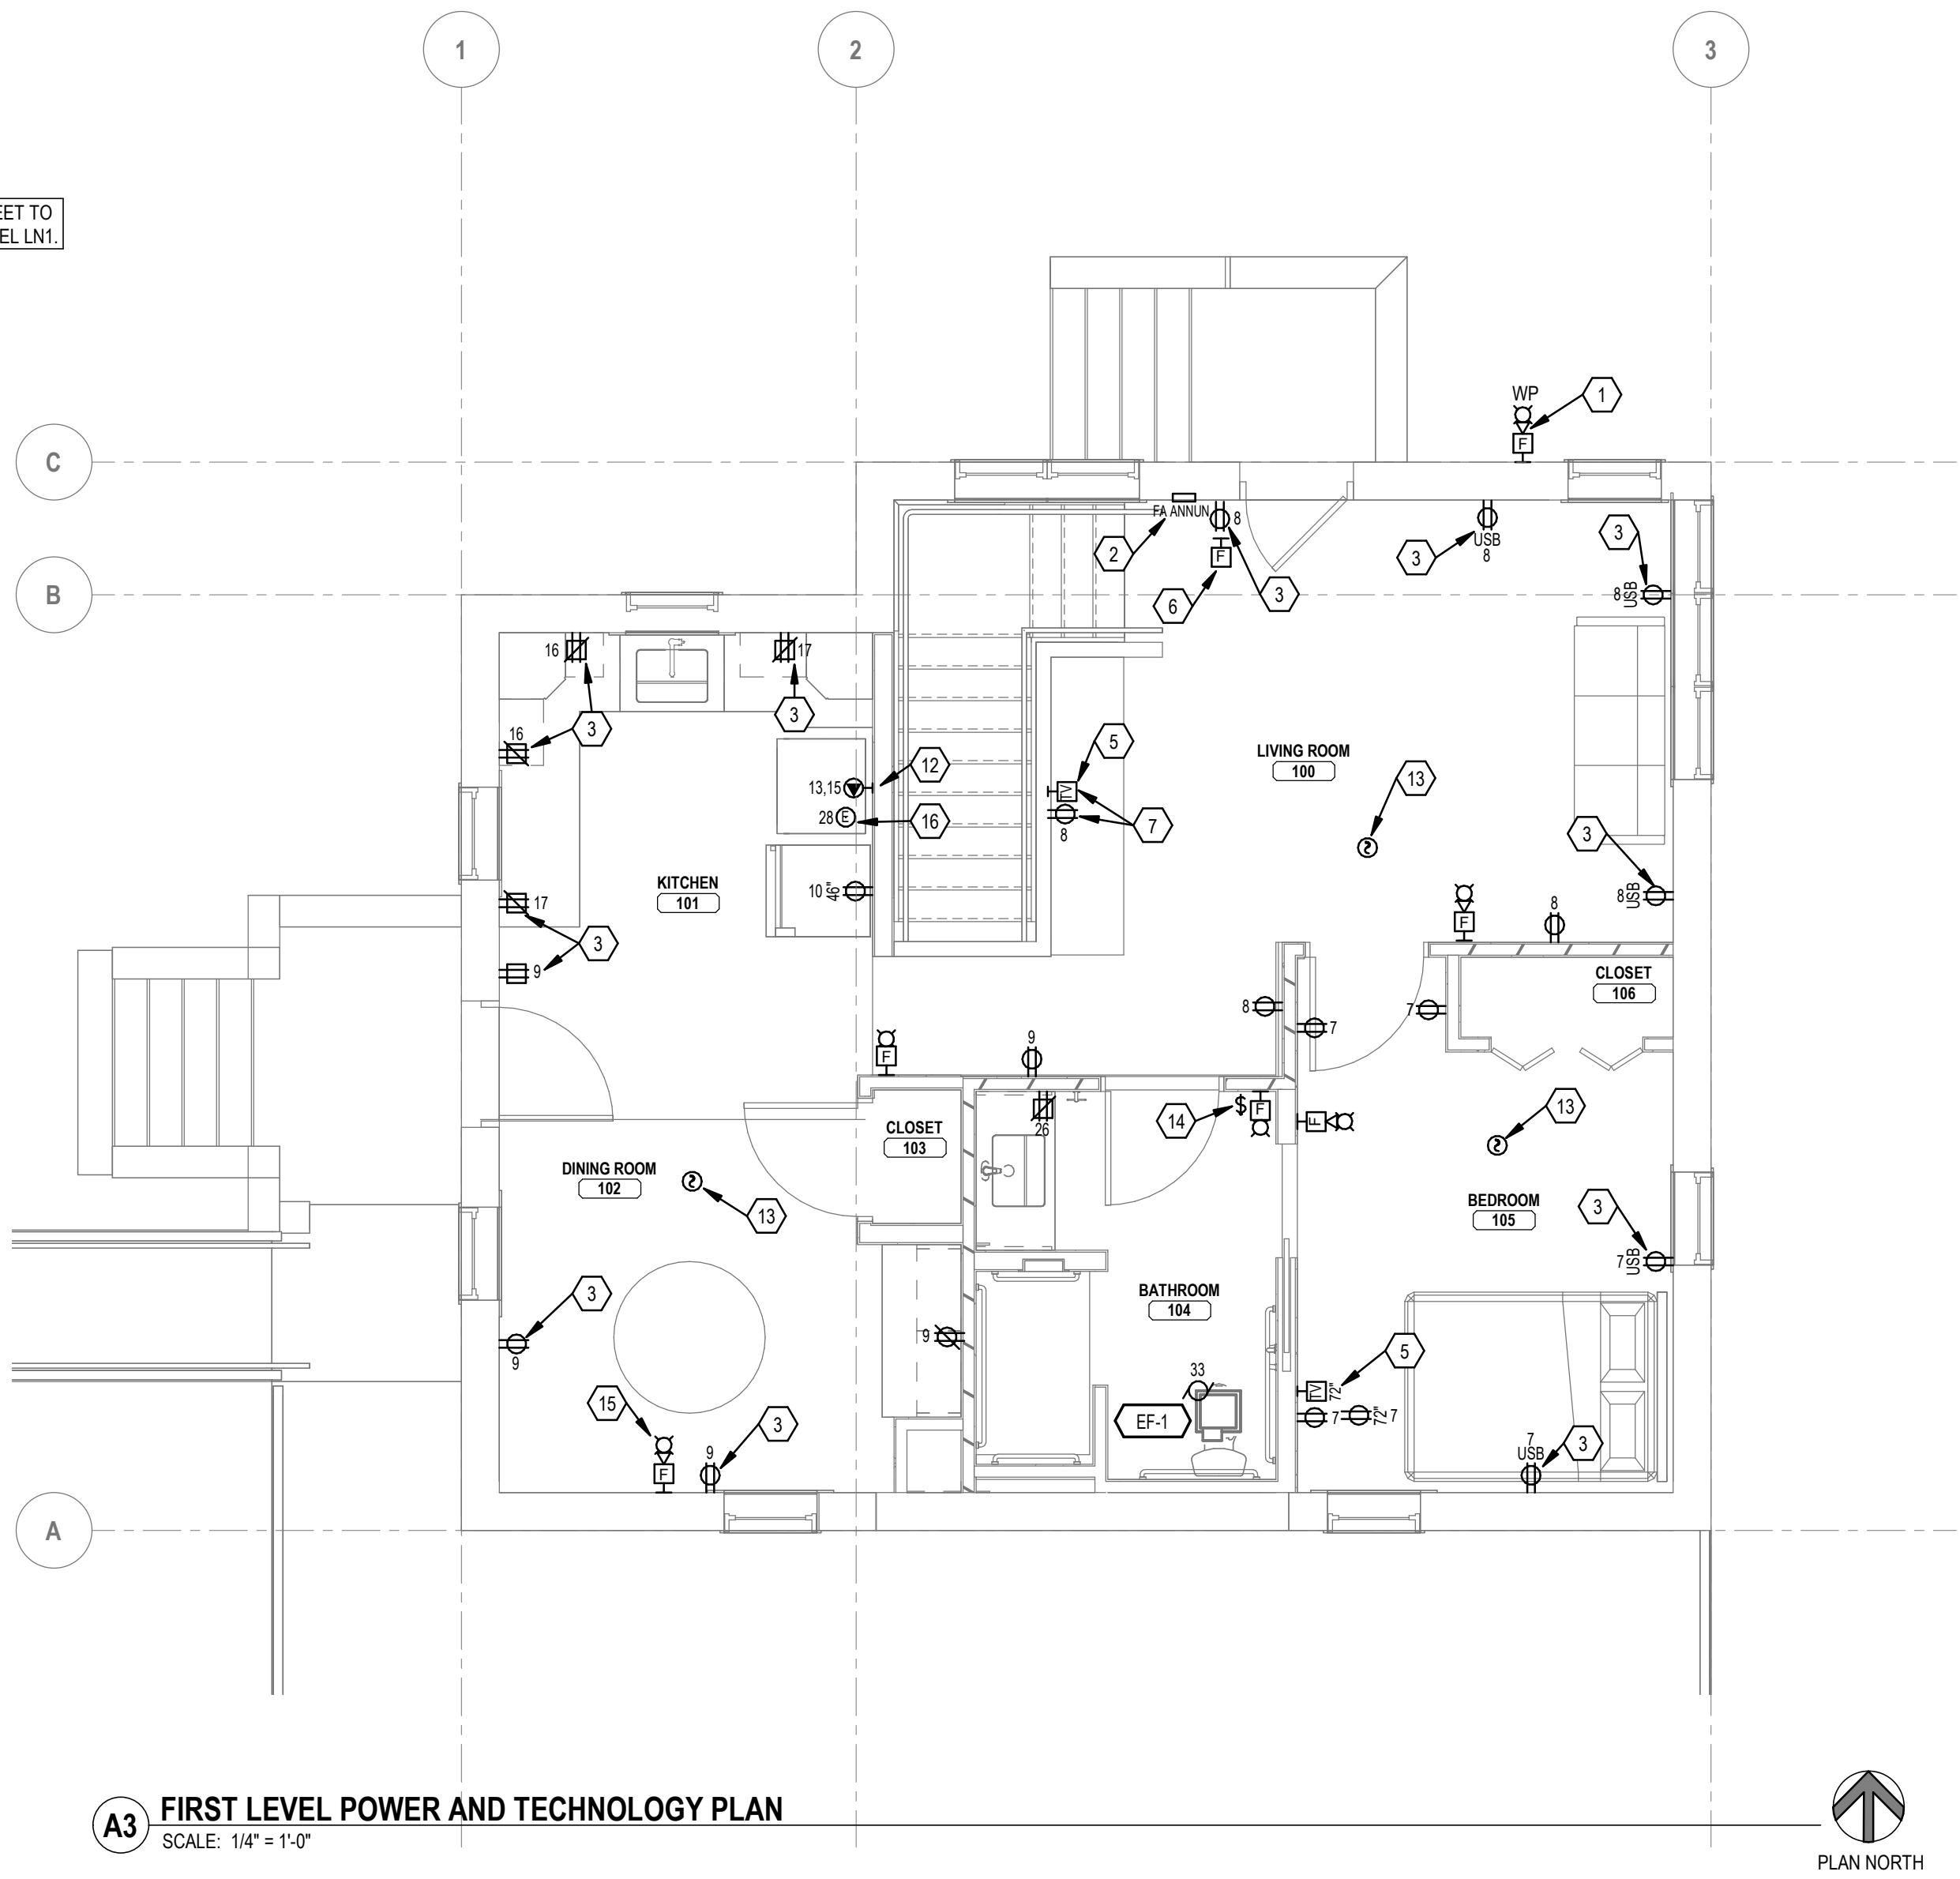 1
2
3
EET TO
EL LN1.
WP
1
F
C
FA ANNUN
8
2
F
6
3
USB
8
3
3
8
USB
B
16
17
3
3
16
5
TV
7
8
LIVING ROOM
100
13
12
13,15
28
E
16
3
8
USB
KITCHEN
101
10
46"
17
3
9
F
8
CLOSET
106
8
7
7
F
9
CLOSET
103
26
14
$
F
F
13
DINING ROOM
102
13
BEDROOM
105
3
7
USB
BATHROOM
104
3
9
9
33
EF-1
5
TV
72"
7
72"
7
15
F
9
3
7
USB
3
A
A3
FIRST LEVEL POWER AND TECHNOLOGY PLAN
SCALE: 1/4" = 1'-0"
PLAN NORTH